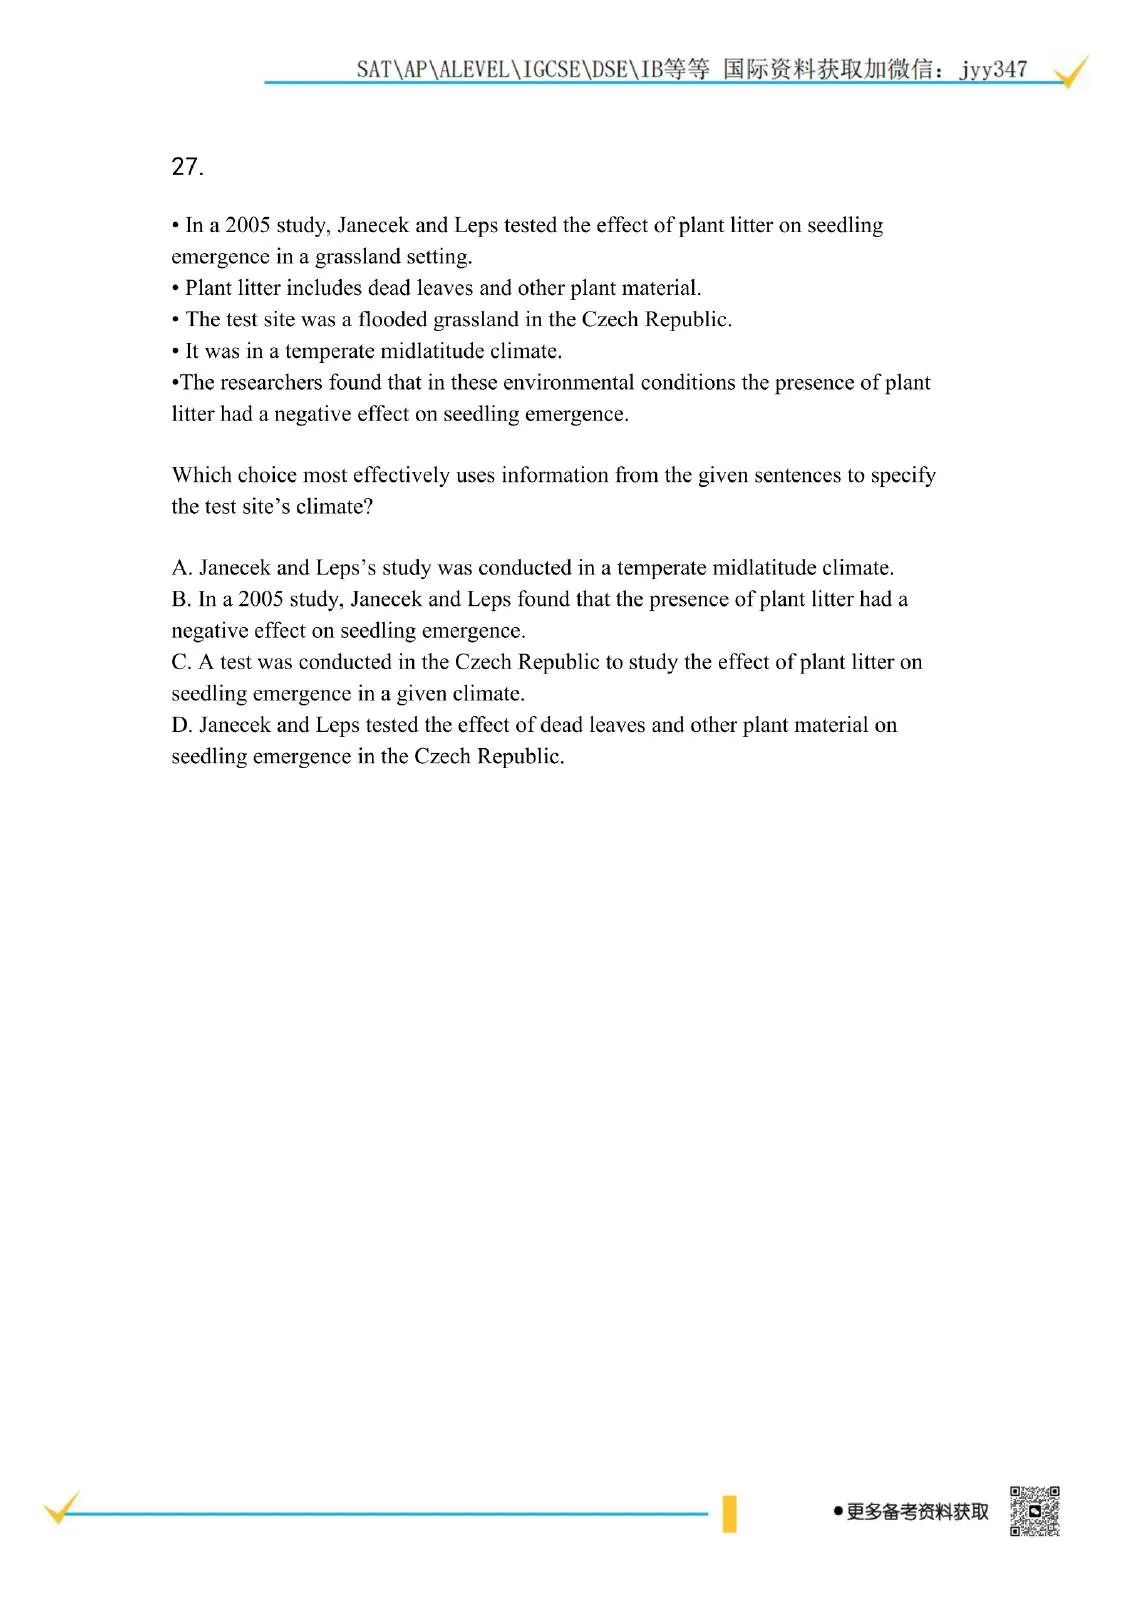 SAT\AP\ALEVEL\IGCSE\DSE\IB等等 国际资料获取加微信：jyy347
27.
• In a 2005 study, Janecek and Leps tested the effect of plant litter on seedling
emergence in a grassland setting.
• Plant litter includes dead leaves and other plant material.
• The test site was a flooded grassland in the Czech Republic.
• It was in a temperate midlatitude climate.
•The researchers found that in these environmental conditions the presence of plant
litter had a negative effect on seedling emergence.
Which choice most effectively uses information from the given sentences to specify
the test site’s climate?
A. Janecek and Leps’s study was conducted in a temperate midlatitude climate.
B. In a 2005 study, Janecek and Leps found that the presence of plant litter had a
negative effect on seedling emergence.
C. A test was conducted in the Czech Republic to study the effect of plant litter on
seedling emergence in a given climate.
D. Janecek and Leps tested the effect of dead leaves and other plant material on
seedling emergence in the Czech Republic.
•更多备考资料获取